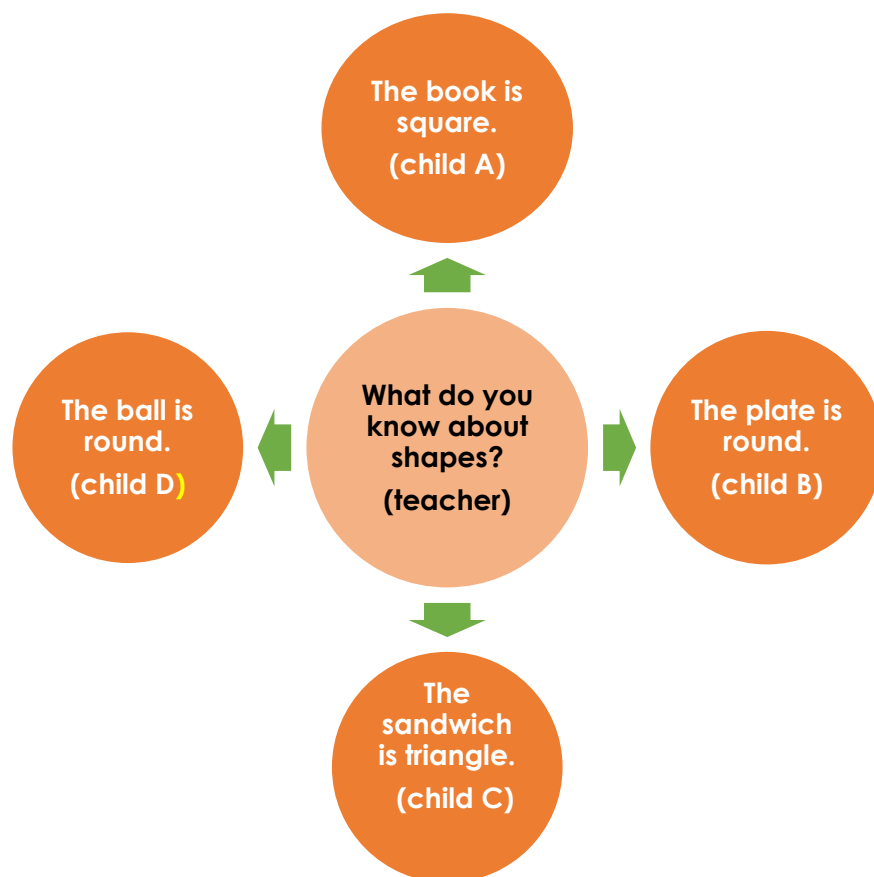 The book is
square.
(child A)
The ball is
round.
(child D)
What do you
know about
shapes?
(teacher)
The plate is
round.
(child B)
The
sandwich
is triangle.
(child C)